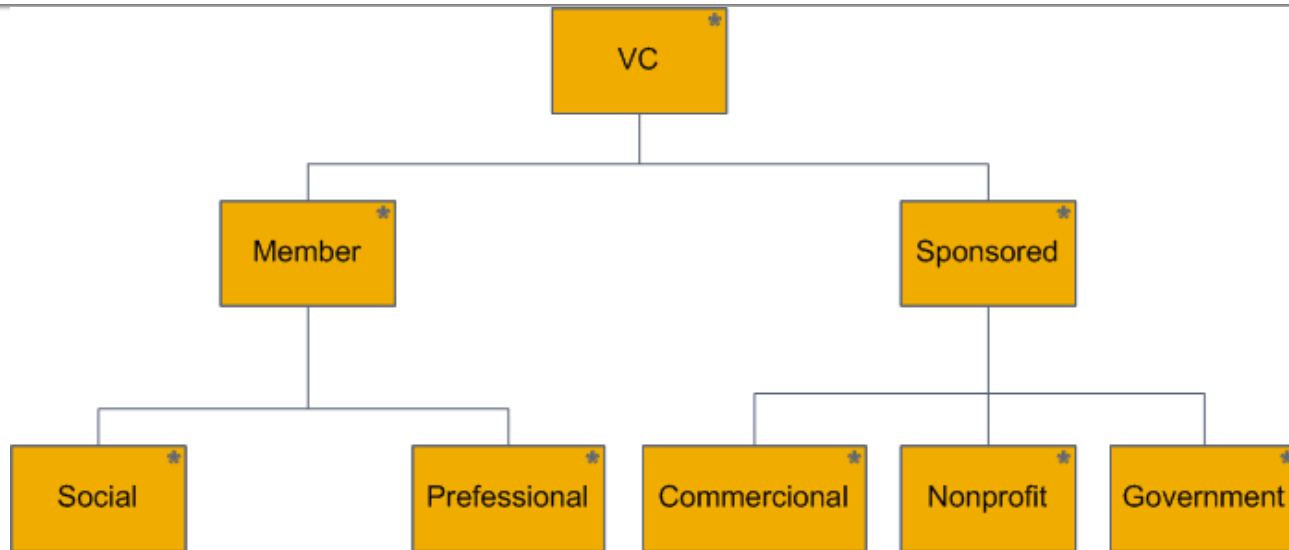 VC
Member
Sponsored
Social
Prefessional
Commercional
Nonprofit
Government